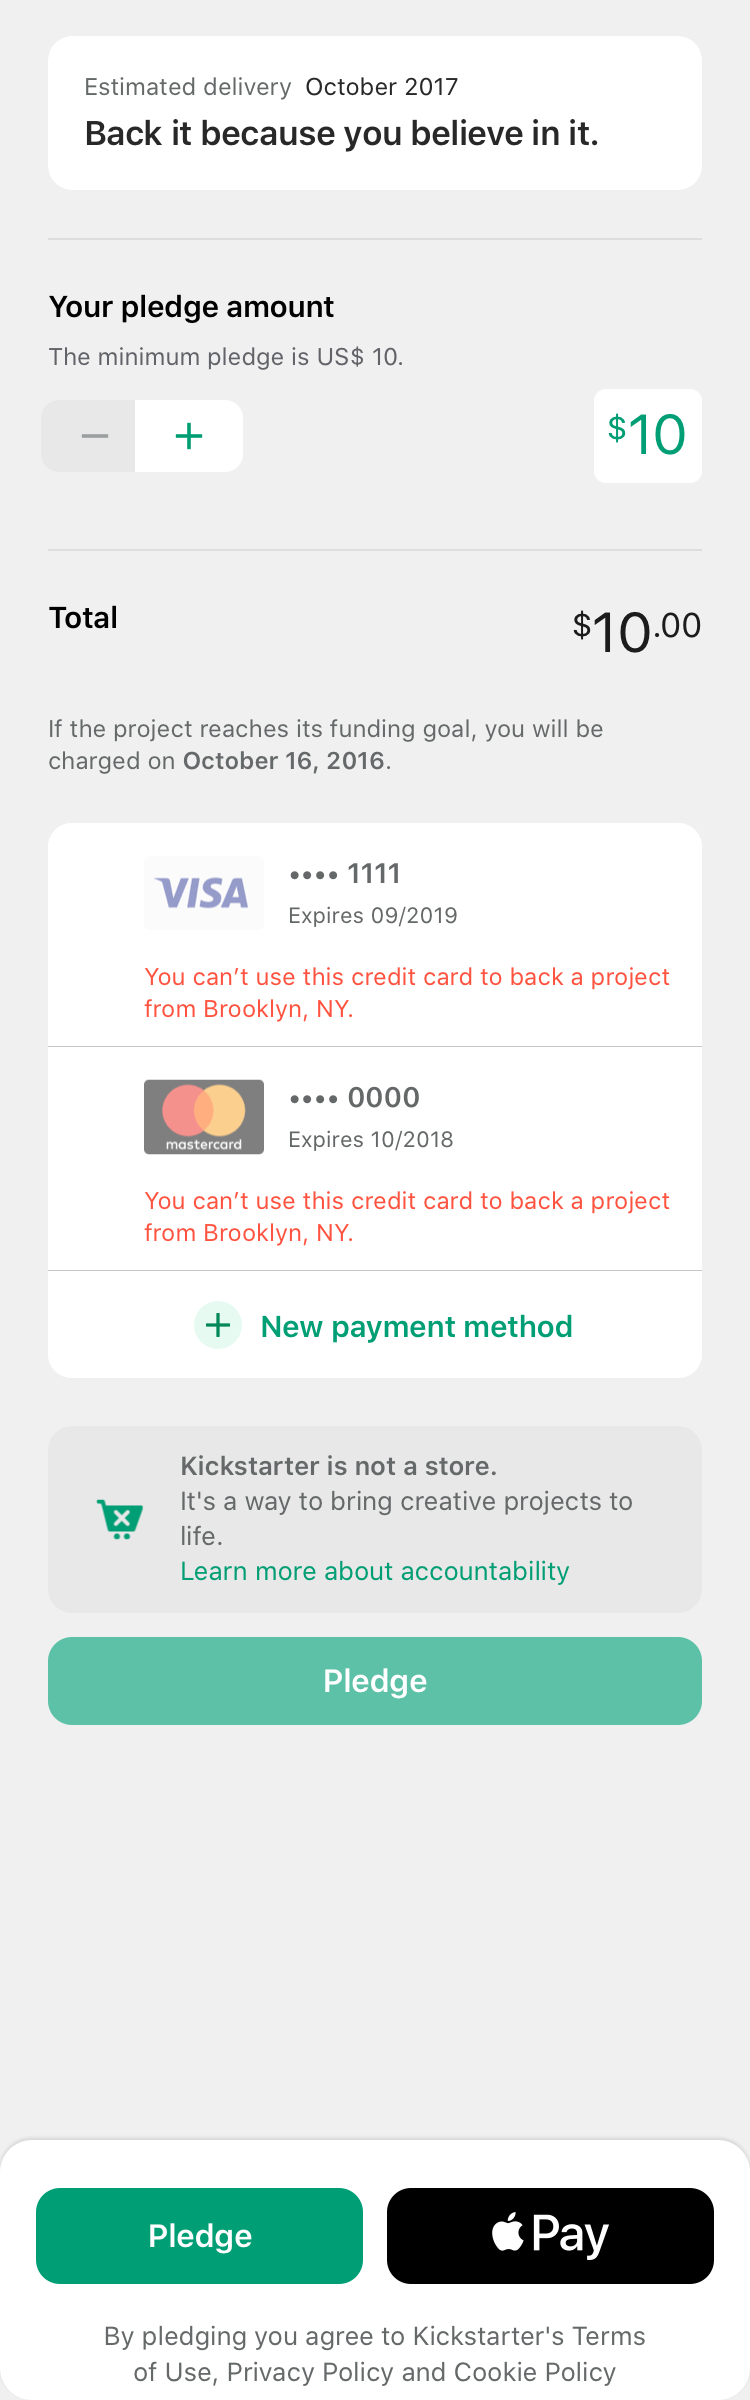 Estimated delivery October 2017
Back it because you believe in it.
Your pledge amount
The minimum pledge is US$ 10.
$10
Total
$10.00
If the project reaches its funding goal, you will be
charged on October 16, 2016.
VISA
•••• 1111
Expires 09/2019
You can’t use this credit card to back a project
from Brooklyn, NY.
mastercard
•••• 0000
Expires 10/2018
You can’t use this credit card to back a project
from Brooklyn, NY.
New payment method
Kickstarter is not a store.
It's a way to bring creative projects to
life.
Learn more about accountability
Pledge
Pledge
Pay
By pledging you agree to Kickstarter's Terms
of Use, Privacy Policy and Cookie Policy